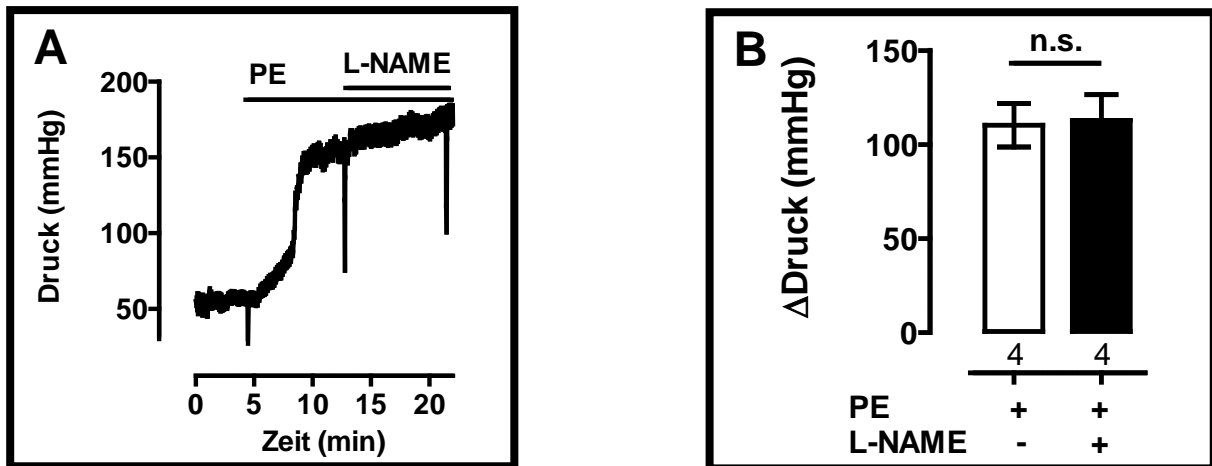 A
PE
L-NAME
200
150
100
50
Druck (mmHg)
0 5 10 15 20
Zeit (min)
B
n.s.
150
100
50
0
ΔDruck (mmHg)
4 4
PE + +
L-NAME - +